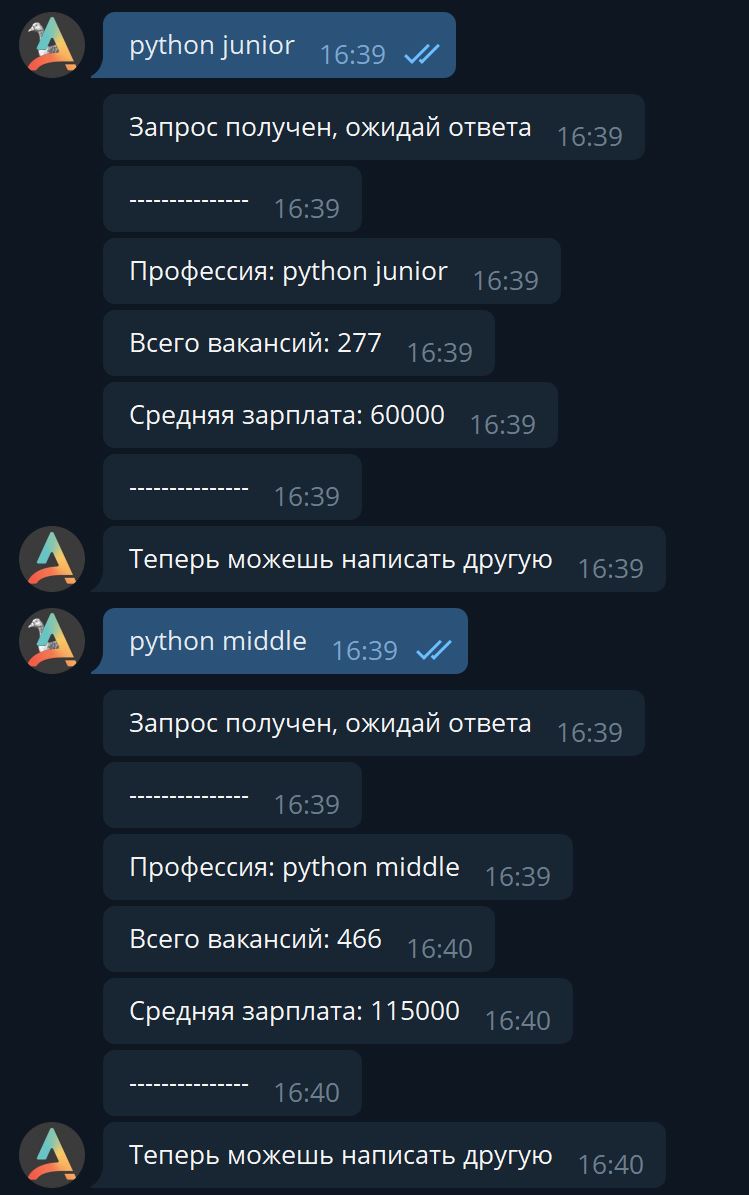 python junior 16:39
Запрос получен, ожидай ответа 16:39
--------------- 16:39
Профессия: python junior 16:39
Всего вакансий: 277 16:39
Средняя зарплата: 60000 16:39
--------------- 16:39
Теперь можешь написать другую 16:39
python middle 16:39
Запрос получен, ожидай ответа 16:39
--------------- 16:39
Профессия: python middle 16:39
Всего вакансий: 466 16:40
Средняя зарплата: 115000 16:40
--------------- 16:40
Теперь можешь написать другую 16:40